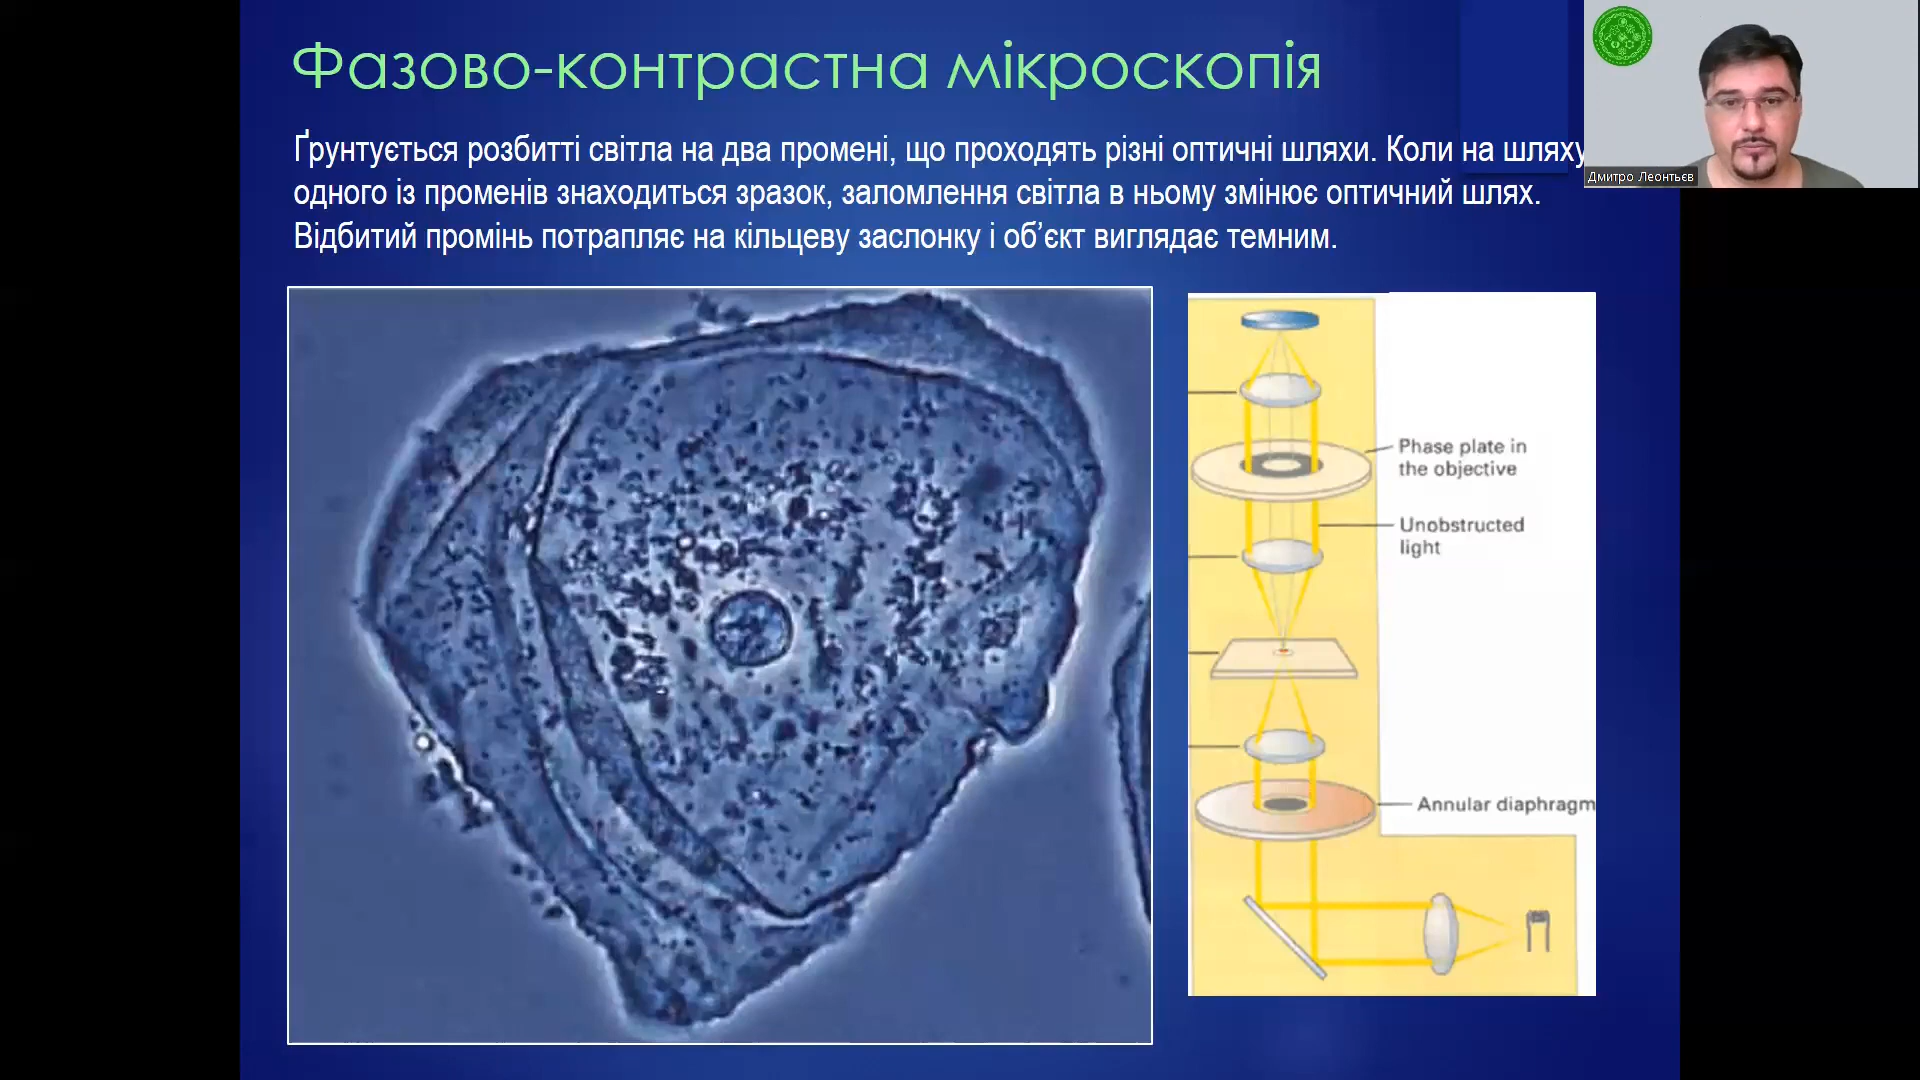 Фазово-контрастна мікроскопія
Ґрунтується розбитті світла на два промені, що проходять різні оптичні шляхи. Коли на шляху
одного із променів знаходиться зразок, заломлення світла в ньому змінює оптичний шлях.
Відбитий промінь потрапляє на кільцеву заслонку і об’єкт виглядає темним.
Дмитро Леонтьєв
Phase plate in
the objective
Unobstructed
light
Annular diaphragm